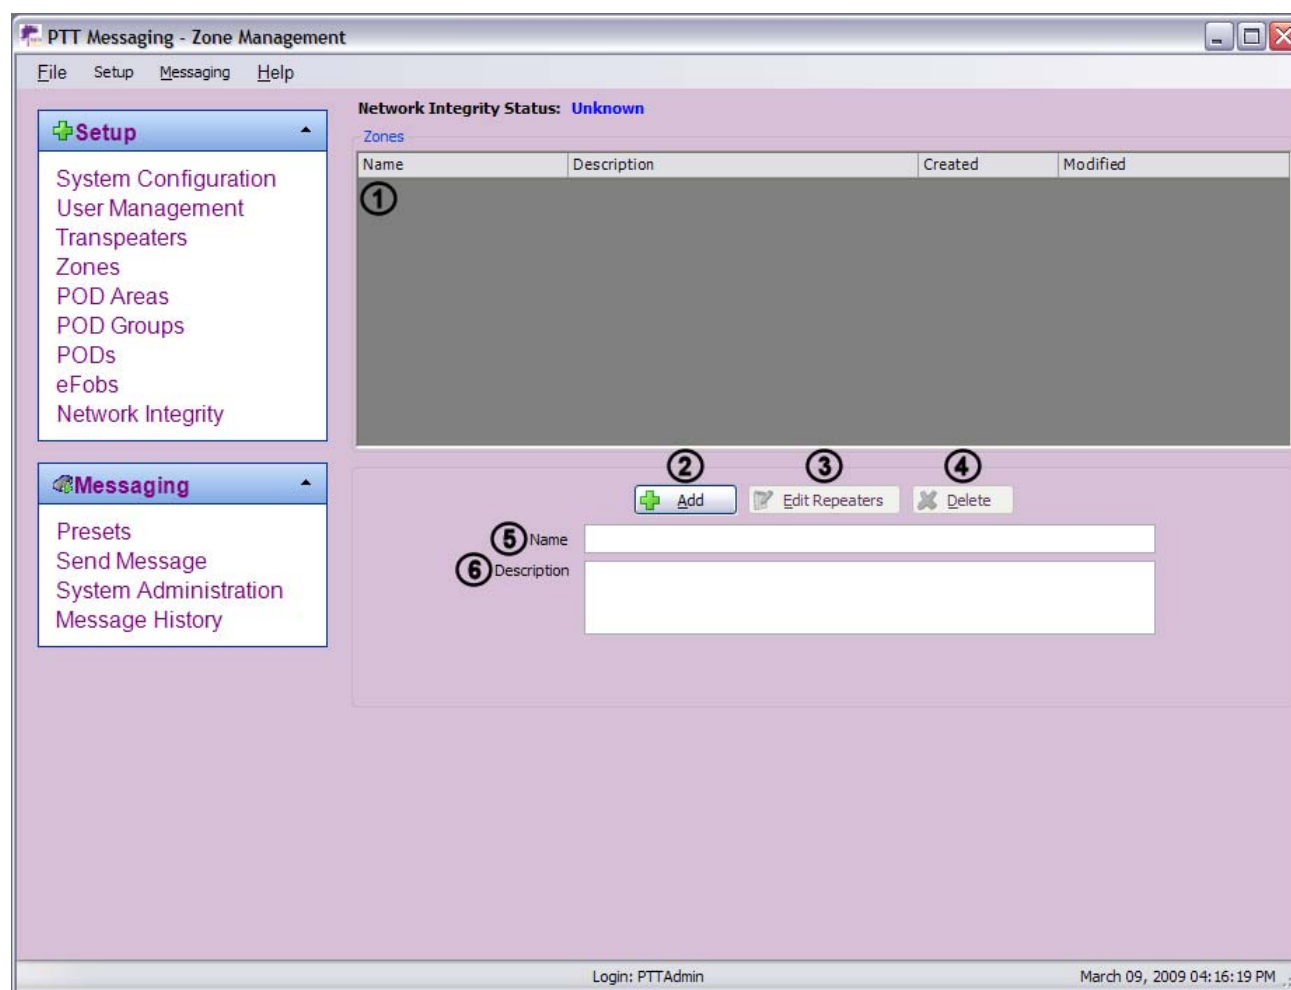 PTT Messaging - Zone Management
File Setup Messaging Help
Setup
System Configuration
User Management
Transpeaters
Zones
POD Areas
POD Groups
PODs
eFobs
Network Integrity
Messaging
Presets
Send Message
System Administration
Message History
Network Integrity Status: Unknown
Zones
Name Description Created Modified
1
2 3 4
Add Edit Repeaters Delete
5 Name
6 Description
Login: PTTAdmin March 09, 2009 04:16:19 PM